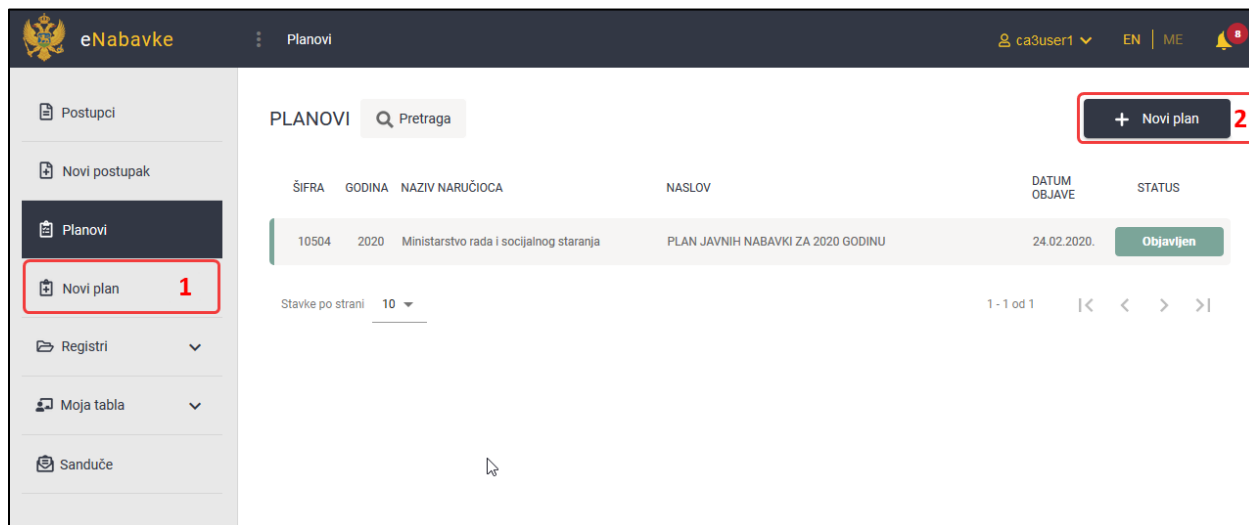 eNabavke
Planovi
ca3user1
EN | ME
8
Postupci
Novi postupak
Planovi
Novi plan
1
Registri
Moja tabla
Sanduče
PLANOVI
Pretraga
+ Novi plan
2
ŠIFRA GODINA NAZIV NARUČIOCA NASLOV DATUM OBJAVE STATUS
10504 2020 Ministarstvo rada i socijalnog staranja PLAN JAVNIH NABAVKI ZA 2020 GODINU 24.02.2020. Objavljen
Stavke po strani 10 1 - 1 od 1